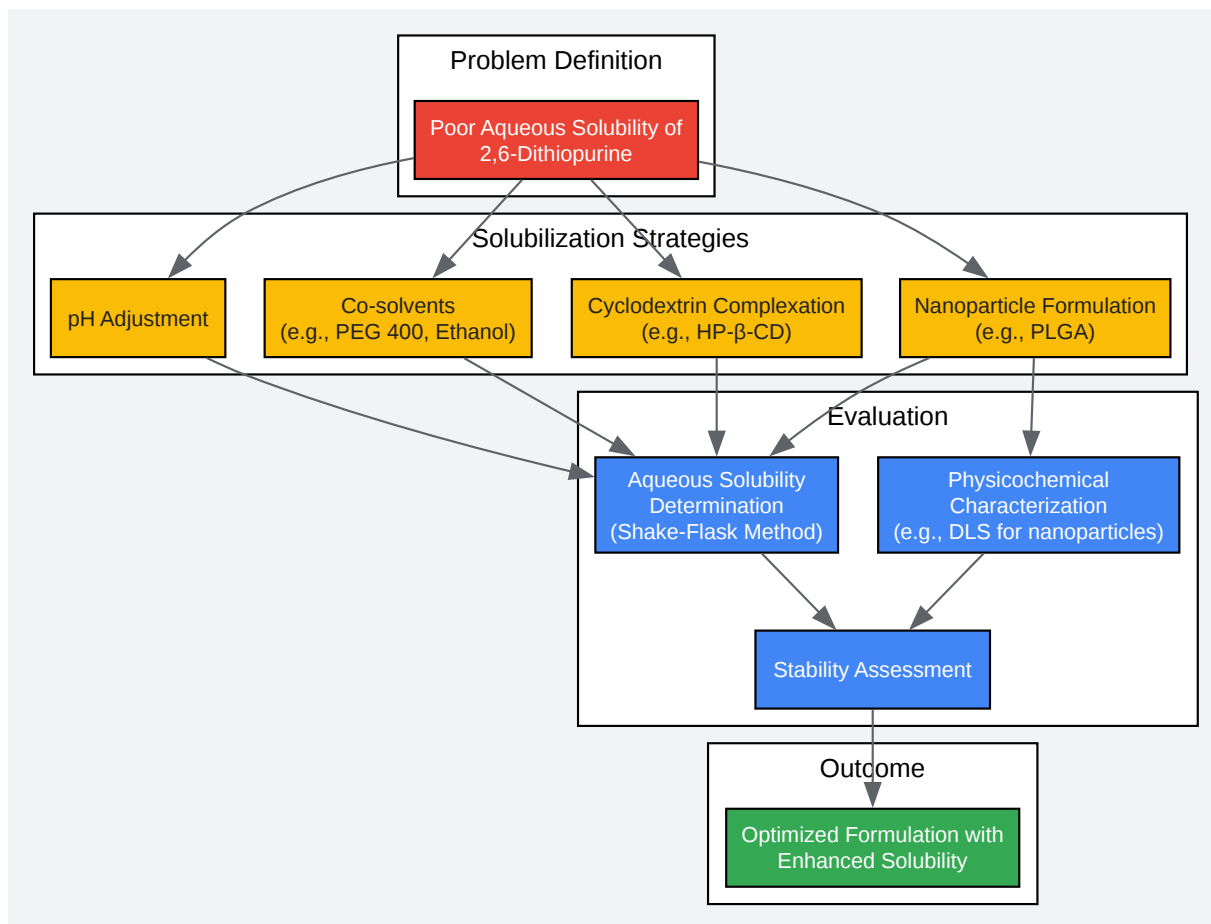 Problem Definition
Poor Aqueous Solubility of
2,6-Dithiopurine
Solubilization Strategies
pH Adjustment
Co-solvents
(e.g., PEG 400, Ethanol)
Cyclodextrin Complexation
(e.g., HP-β-CD)
Nanoparticle Formulation
(e.g., PLGA)
Evaluation
Aqueous Solubility
Determination
(Shake-Flask Method)
Physicochemical
Characterization
(e.g., DLS for nanoparticles)
Stability Assessment
Outcome
Optimized Formulation with
Enhanced Solubility